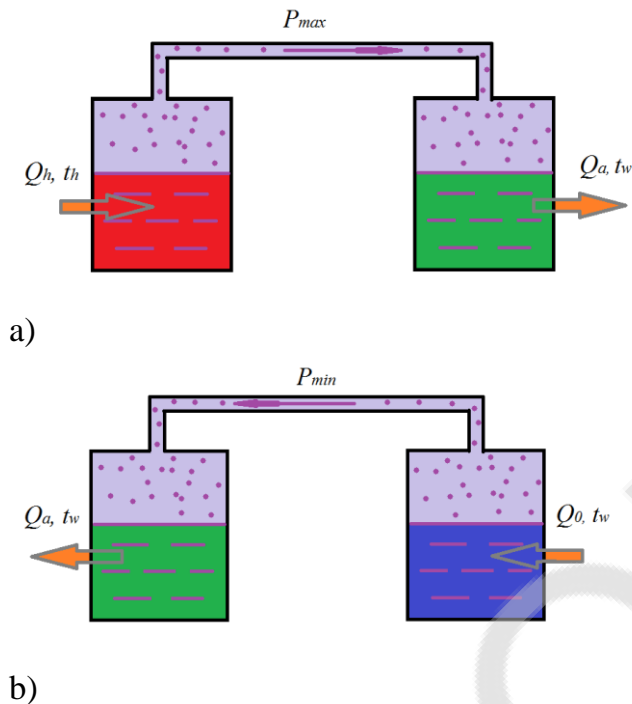 Pmax
Qh, th
Qa, tw
a)
Pmin
Qa, tw
Q0, tw
b)